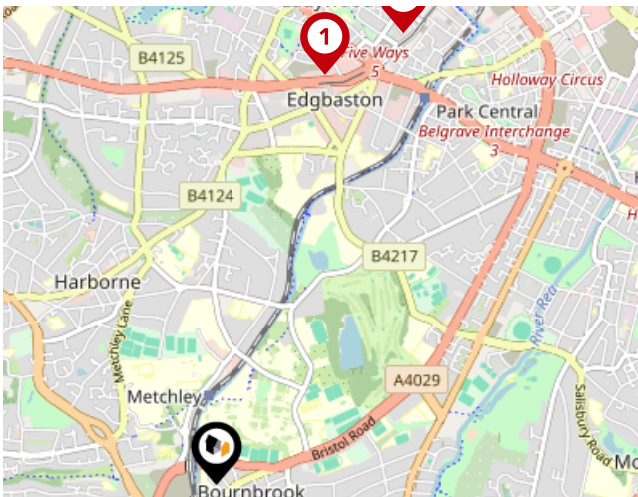 1
Five Ways
5
B4125
Holloway Circus
Edgbaston
Park Central
Belgrave Interchange
3
B4124
B4217
Harborne
River Rea
Metchley Lane
A4029
Metchley
Salisbury Road
Bristol Road
Bournbrook